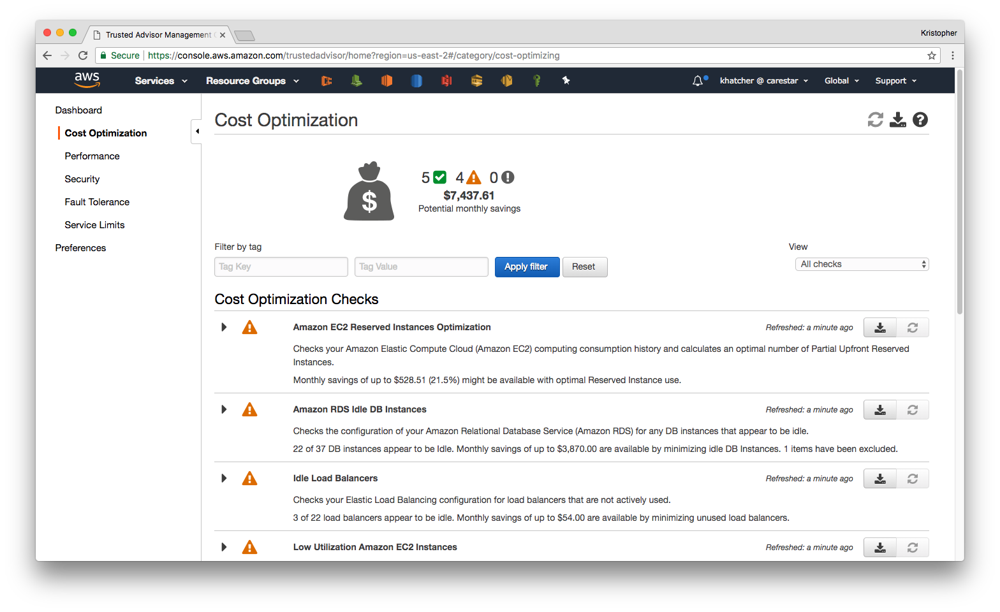 Trusted Advisor Management
Kristopher
Secure https://console.aws.amazon.com/trustedadvisor/home?region=us-east-2#/category/cost-optimizing
aws Services Resource Groups khatcher @ carestar Global Support
Dashboard
Cost Optimization
Performance
Security
Fault Tolerance
Service Limits
Preferences
Cost Optimization
$
5 4 0
$7,437.61
Potential monthly savings
Filter by tag
View
Tag Key Tag Value Apply filter Reset All checks
Cost Optimization Checks
Amazon EC2 Reserved Instances Optimization Refreshed: a minute ago
Checks your Amazon Elastic Compute Cloud (Amazon EC2) computing consumption history and calculates an optimal number of Partial Upfront Reserved
Instances.
Monthly savings of up to $528.51 (21.5%) might be available with optimal Reserved Instance use.
Amazon RDS Idle DB Instances Refreshed: a minute ago
Checks the configuration of your Amazon Relational Database Service (Amazon RDS) for any DB instances that appear to be idle.
22 of 37 DB instances appear to be Idle. Monthly savings of up to $3,870.00 are available by minimizing idle DB Instances. 1 items have been excluded.
Idle Load Balancers Refreshed: a minute ago
Checks your Elastic Load Balancing configuration for load balancers that are not actively used.
3 of 22 load balancers appear to be idle. Monthly savings of up to $54.00 are available by minimizing unused load balancers.
Low Utilization Amazon EC2 Instances Refreshed: a minute ago